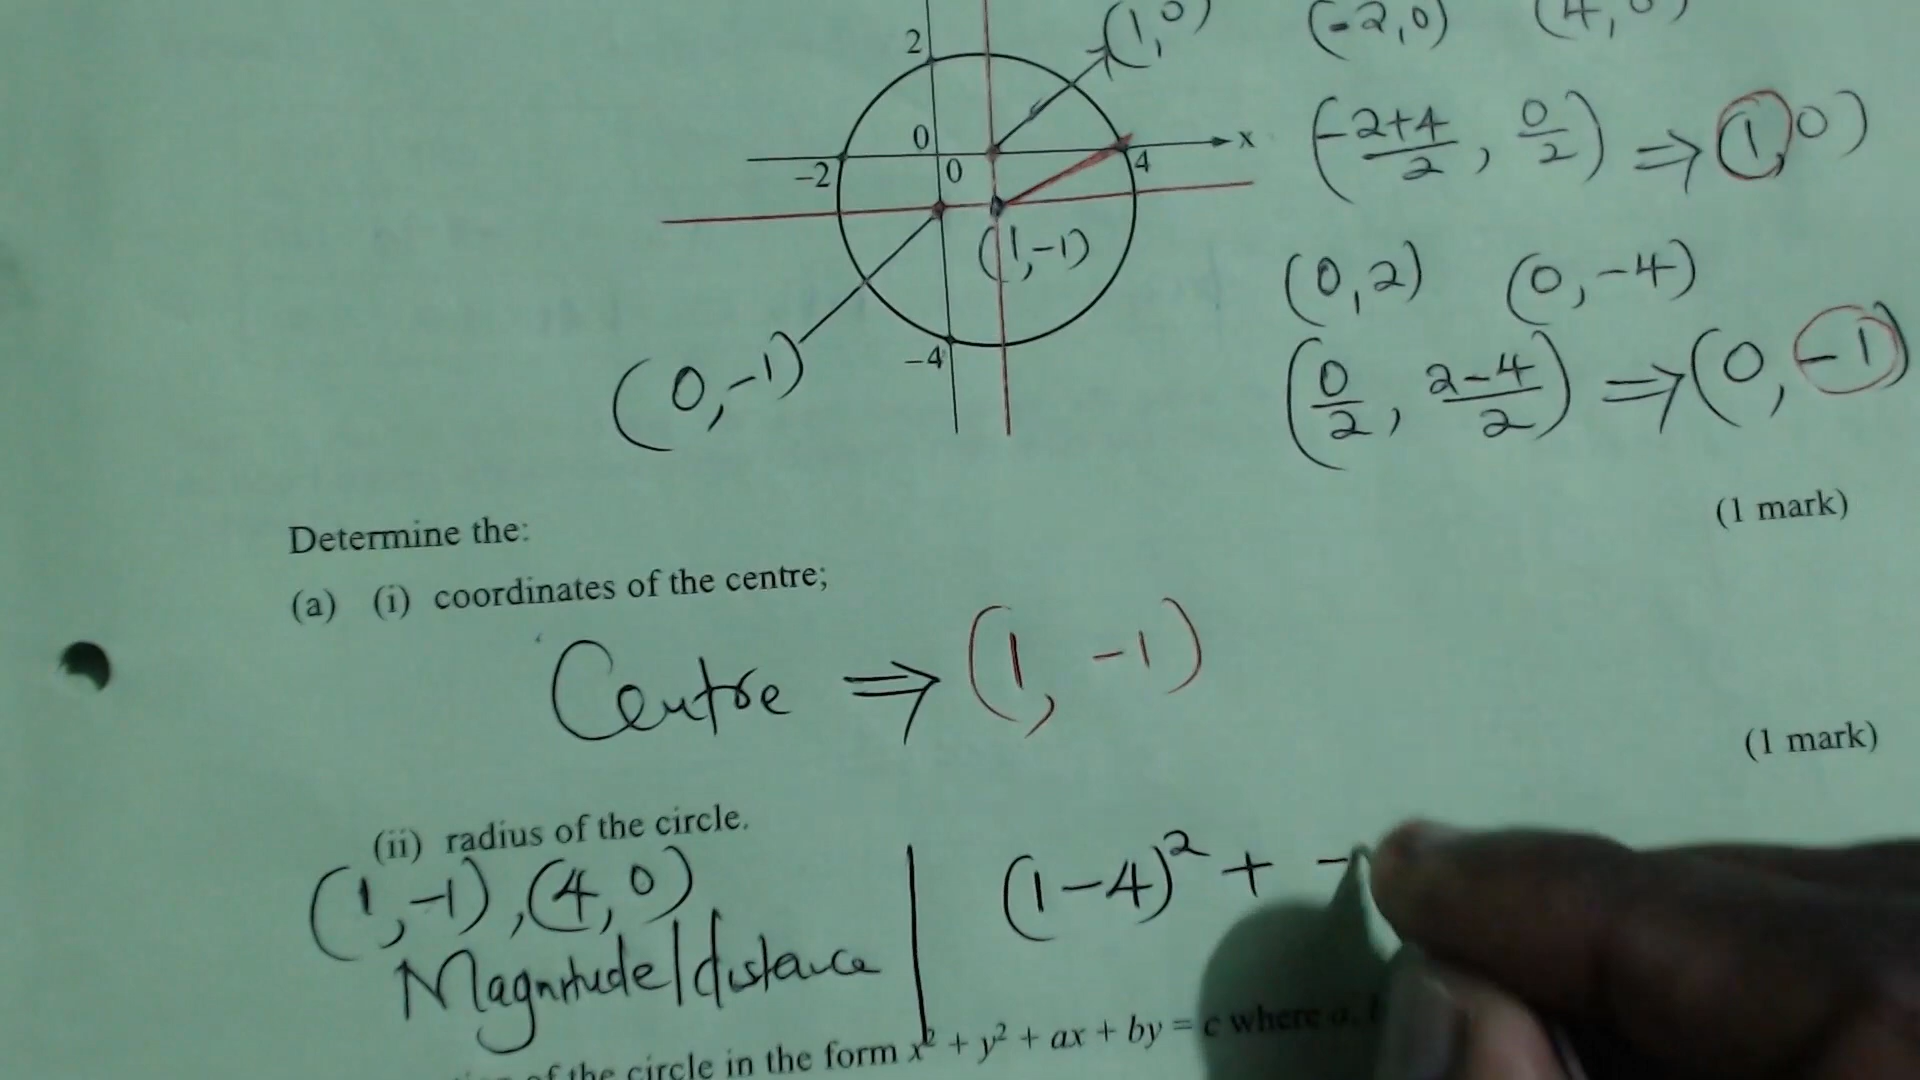 (1, 0)
(-2, 0) (4, 0)
2
(-2+4/2, 0/2) ⇒ (1, 0)
0
x
-2
0
4
(1, -1)
(0, 2) (0, -4)
(0, -1)
-4
(0/2, 2-4/2) ⇒ (0, -1)
(1 mark)
Determine the:
(a) (i) coordinates of the centre;
Centre ⇒ (1, -1)
(1 mark)
(ii) radius of the circle.
(1, -1), (4, 0)
(1-4)² + -
Magnitude/distance
of the circle in the form x² + y² + ax + by = c where a,